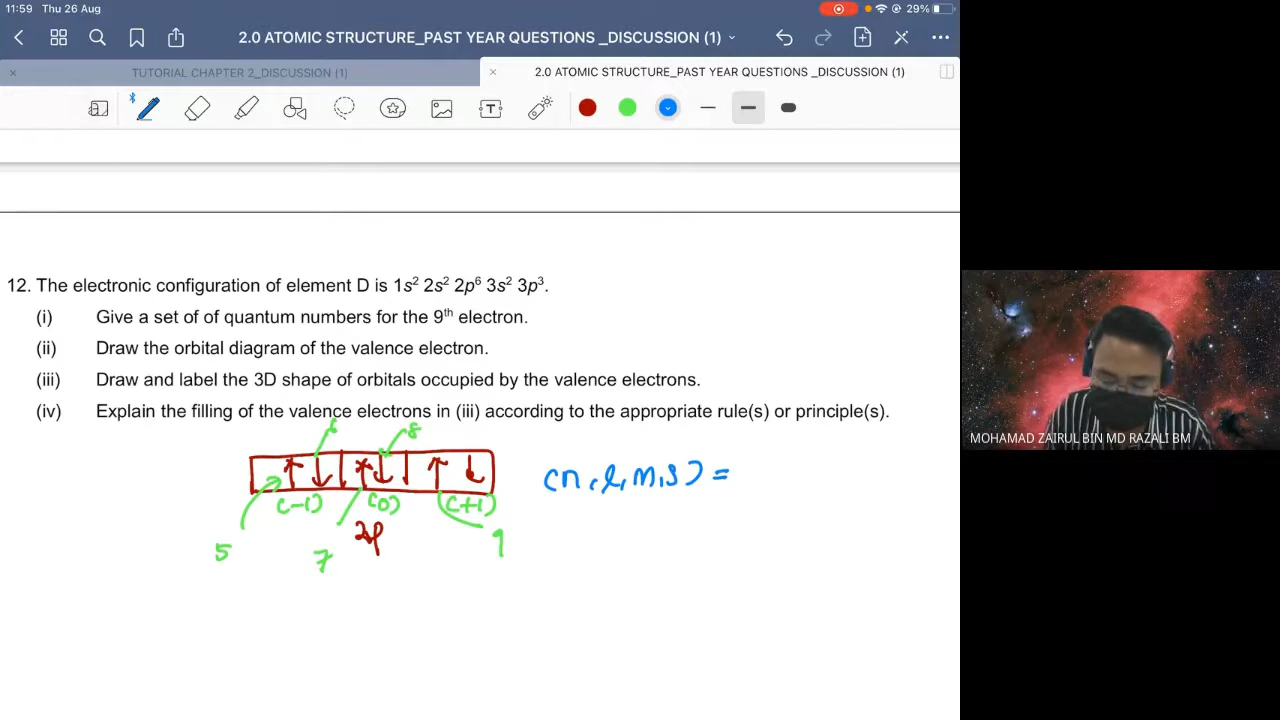 11:59 Thu 26 Aug
29%
2.0 ATOMIC STRUCTURE_PAST YEAR QUESTIONS _DISCUSSION (1)
TUTORIAL CHAPTER 2_DISCUSSION (1)
2.0 ATOMIC STRUCTURE_PAST YEAR QUESTIONS _DISCUSSION (1)
12. The electronic configuration of element D is 1s² 2s² 2p⁶ 3s² 3p³.
(i) Give a set of of quantum numbers for the 9th electron.
(ii) Draw the orbital diagram of the valence electron.
(iii) Draw and label the 3D shape of orbitals occupied by the valence electrons.
(iv) Explain the filling of the valence electrons in (iii) according to the appropriate rule(s) or principle(s).
6 8
(n, l, m, s) =
(-1) (0) (+1)
5 7 2p 9
MOHAMAD ZAIRUL BIN MD RAZALI BM